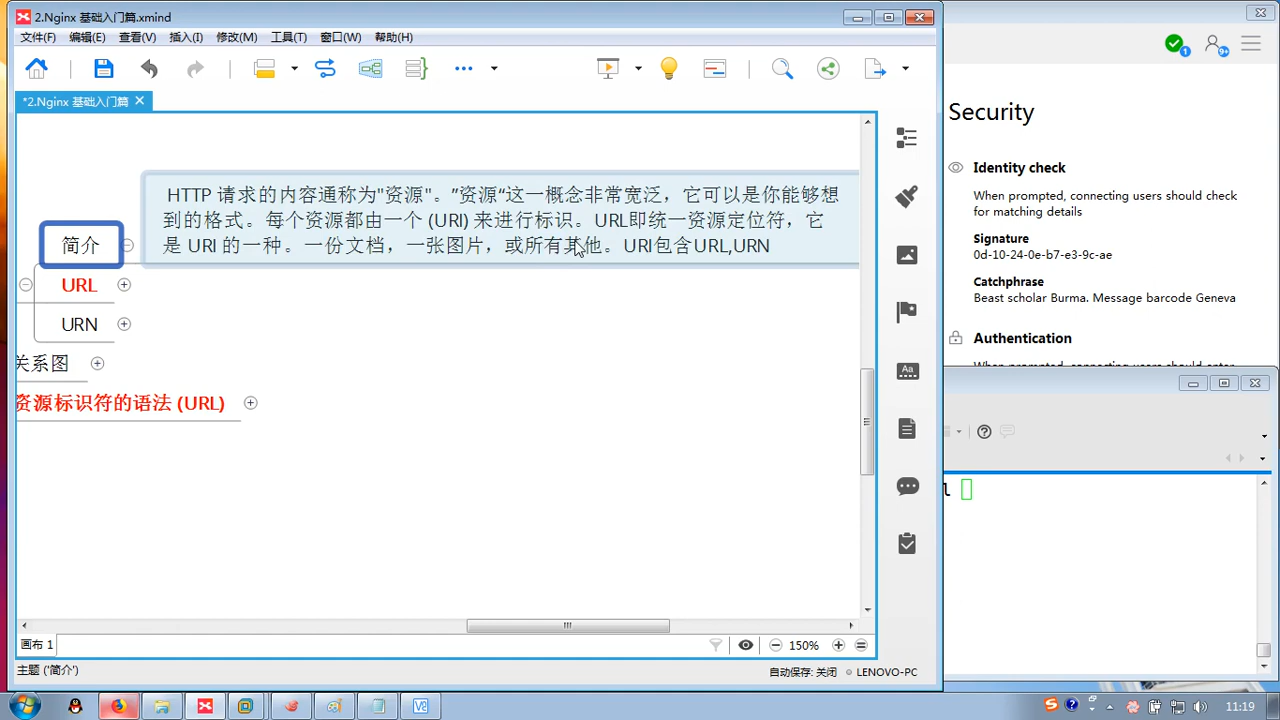 2.Nginx 基础入门篇.xmind
文件(F) 编辑(E) 查看(V) 插入(I) 修改(M) 工具(T) 窗口(W) 帮助(H)
*2.Nginx 基础入门篇
HTTP 请求的内容通称为"资源"。"资源"这一概念非常宽泛，它可以是你能够想
到的格式。每个资源都由一个 (URI) 来进行标识。URL即统一资源定位符，它
是 URI 的一种。一份文档，一张图片，或所有其他。URI包含URL,URN
简介
URL
URN
关系图
资源标识符的语法 (URL)
画布 1
150%
主题 ('简介')
自动保存: 关闭
LENOVO-PC
1
9+
Security
Identity check
When prompted, connecting users should check
for matching details
Signature
0d-10-24-0e-b7-e3-9c-ae
Catchphrase
Beast scholar Burma. Message barcode Geneva
Authentication
When prompted, connecting users should enter
l
11:19